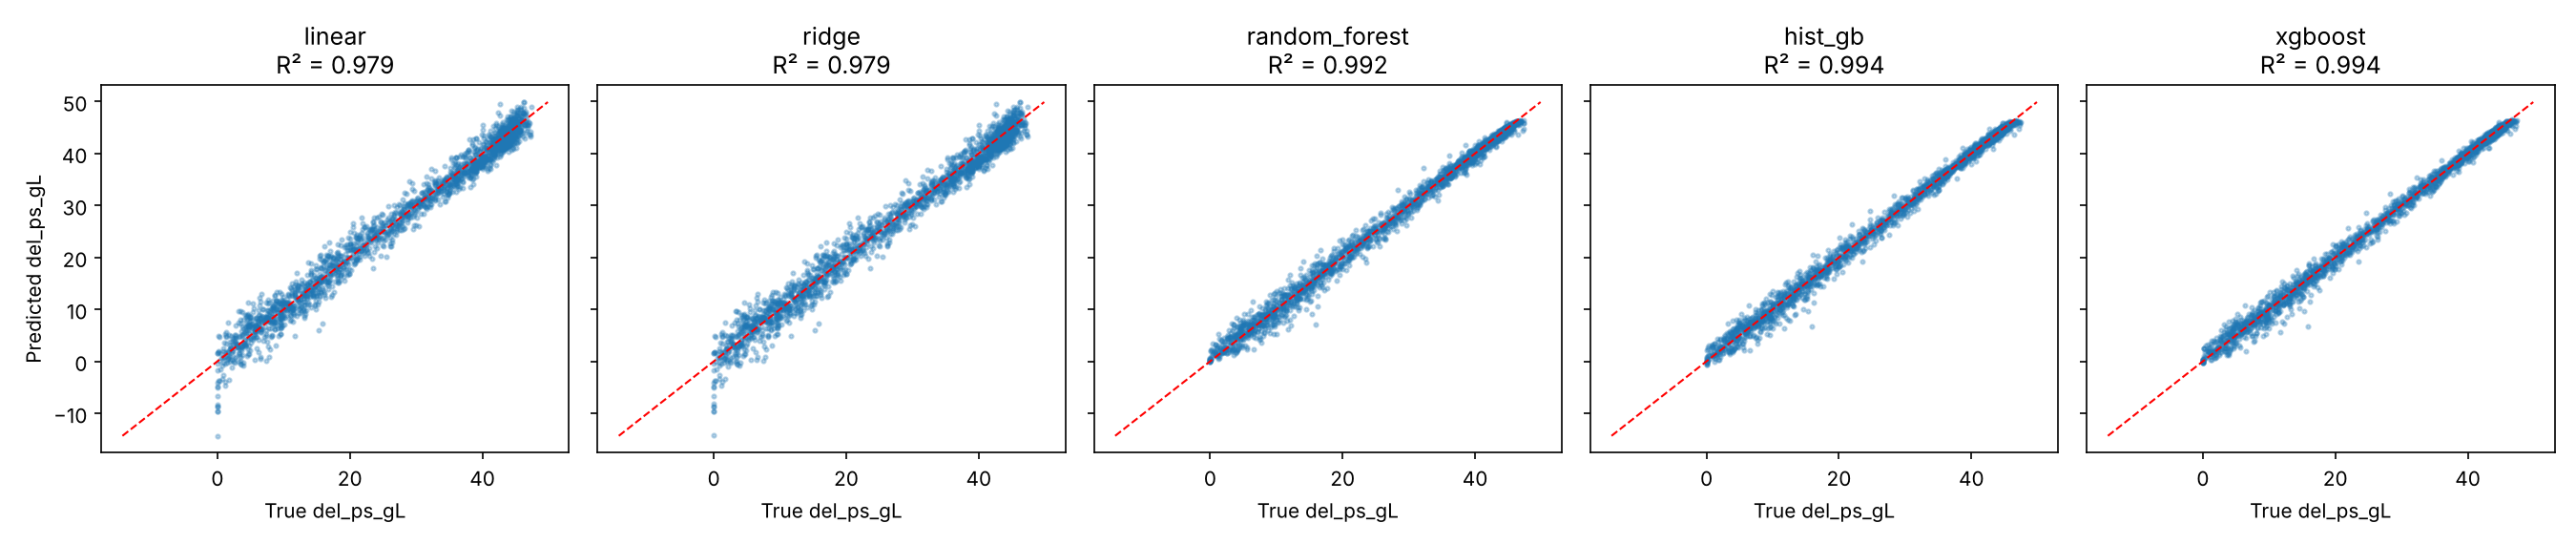 linear
R² = 0.979
ridge
R² = 0.979
random_forest
R² = 0.992
hist_gb
R² = 0.994
xgboost
R² = 0.994
Predicted del_ps_gL
50
40
30
20
10
0
−10
0 20 40
True del_ps_gL
0 20 40
True del_ps_gL
0 20 40
True del_ps_gL
0 20 40
True del_ps_gL
0 20 40
True del_ps_gL